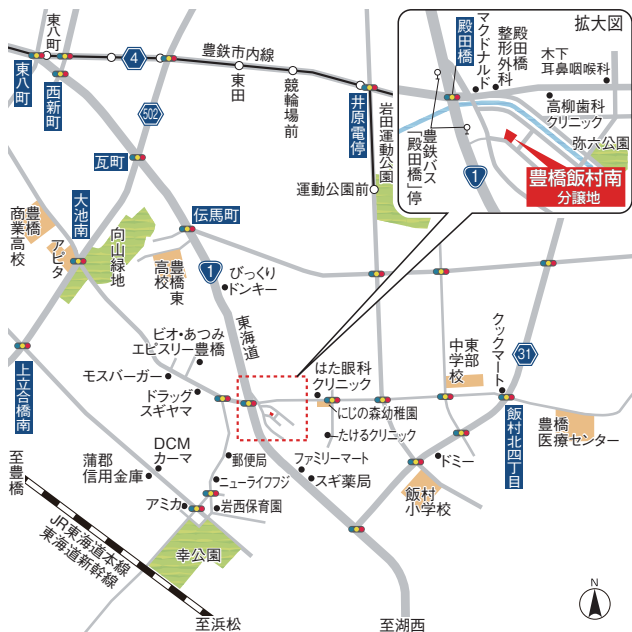 東八町
豊鉄市内線
4
東八町
西新町
東田
競輪場前
井原電停
岩田運動公園
運動公園前
502
瓦町
大池南
豊橋
商業高校
アピタ
向山緑地
伝馬町
豊橋東
高校
1
びっくり
ドンキー
東海道
拡大図
殿田橋
マクドナルド
殿田橋
整形外科
木下
耳鼻咽喉科
高柳歯科
クリニック
弥六公園
豊鉄バス
「殿田橋」停
1
豊橋飯村南
分譲地
ビオ・あつみ
エピスリー豊橋
モスバーガー
ドラッグ
スギヤマ
はた眼科
クリニック
にじの森幼稚園
たけるクリニック
東部
中学校
クックマート
31
飯村北四丁目
豊橋
医療センター
上立合橋南
DCM
カーマ
蒲郡
信用金庫
郵便局
ニューライフフジ
アミカ
岩西保育園
ファミリーマート
スギ薬局
ドミー
飯村
小学校
至豊橋
JR東海道本線
東海道新幹線
幸公園
至浜松
至湖西
N